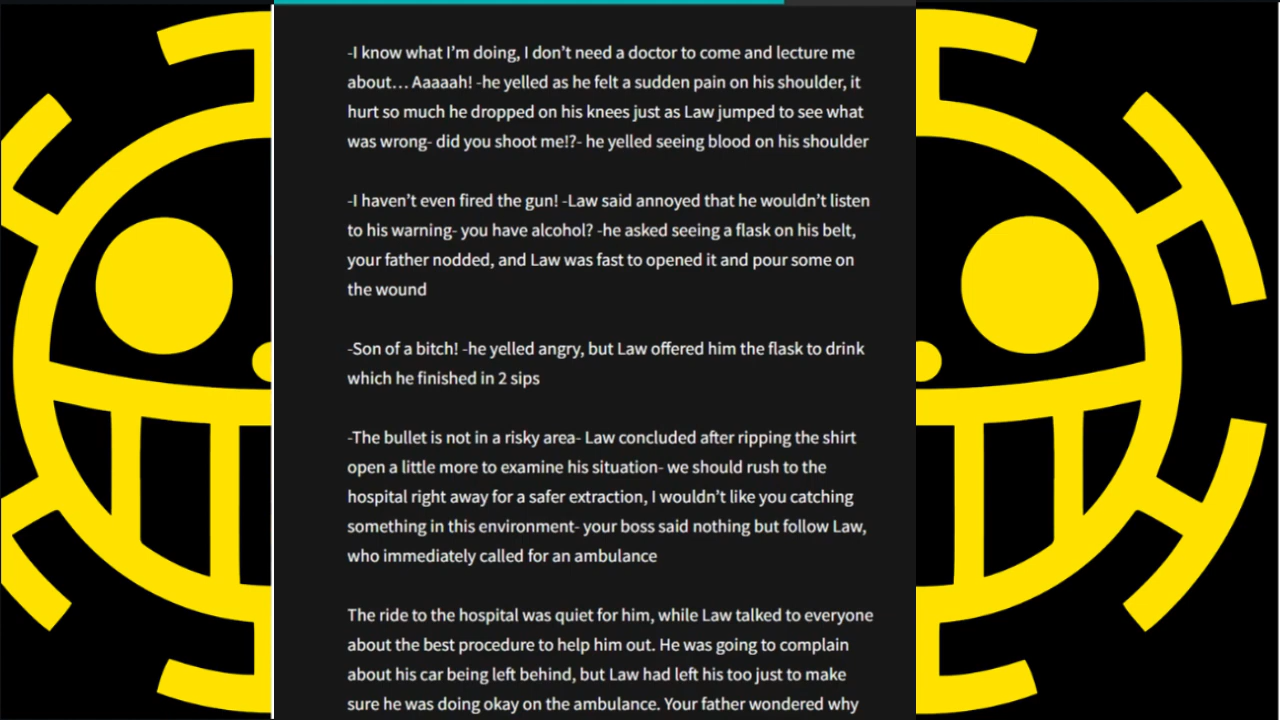 -I know what I'm doing, I don't need a doctor to come and lecture me
about… Aaaaah! -he yelled as he felt a sudden pain on his shoulder, it
hurt so much he dropped on his knees just as Law jumped to see what
was wrong- did you shoot me!?- he yelled seeing blood on his shoulder
-I haven't even fired the gun! -Law said annoyed that he wouldn't listen
to his warning- you have alcohol? -he asked seeing a flask on his belt,
your father nodded, and Law was fast to opened it and pour some on
the wound
-Son of a bitch! -he yelled angry, but Law offered him the flask to drink
which he finished in 2 sips
-The bullet is not in a risky area- Law concluded after ripping the shirt
open a little more to examine his situation- we should rush to the
hospital right away for a safer extraction, I wouldn't like you catching
something in this environment- your boss said nothing but follow Law,
who immediately called for an ambulance
The ride to the hospital was quiet for him, while Law talked to everyone
about the best procedure to help him out. He was going to complain
about his car being left behind, but Law had left his too just to make
sure he was doing okay on the ambulance. Your father wondered why